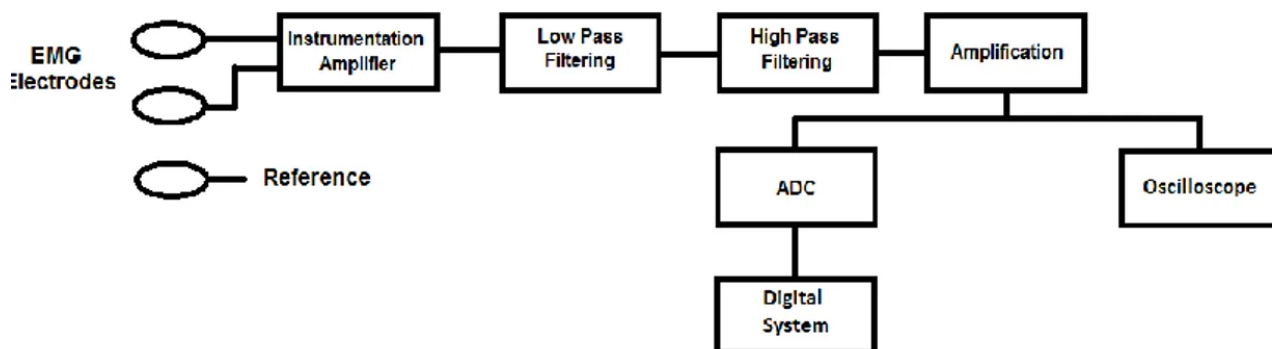 EMG
Electrodes
Instrumentation
Amplifier
Low Pass
Filtering
High Pass
Filtering
Amplification
Reference
ADC
Oscilloscope
Digital
System